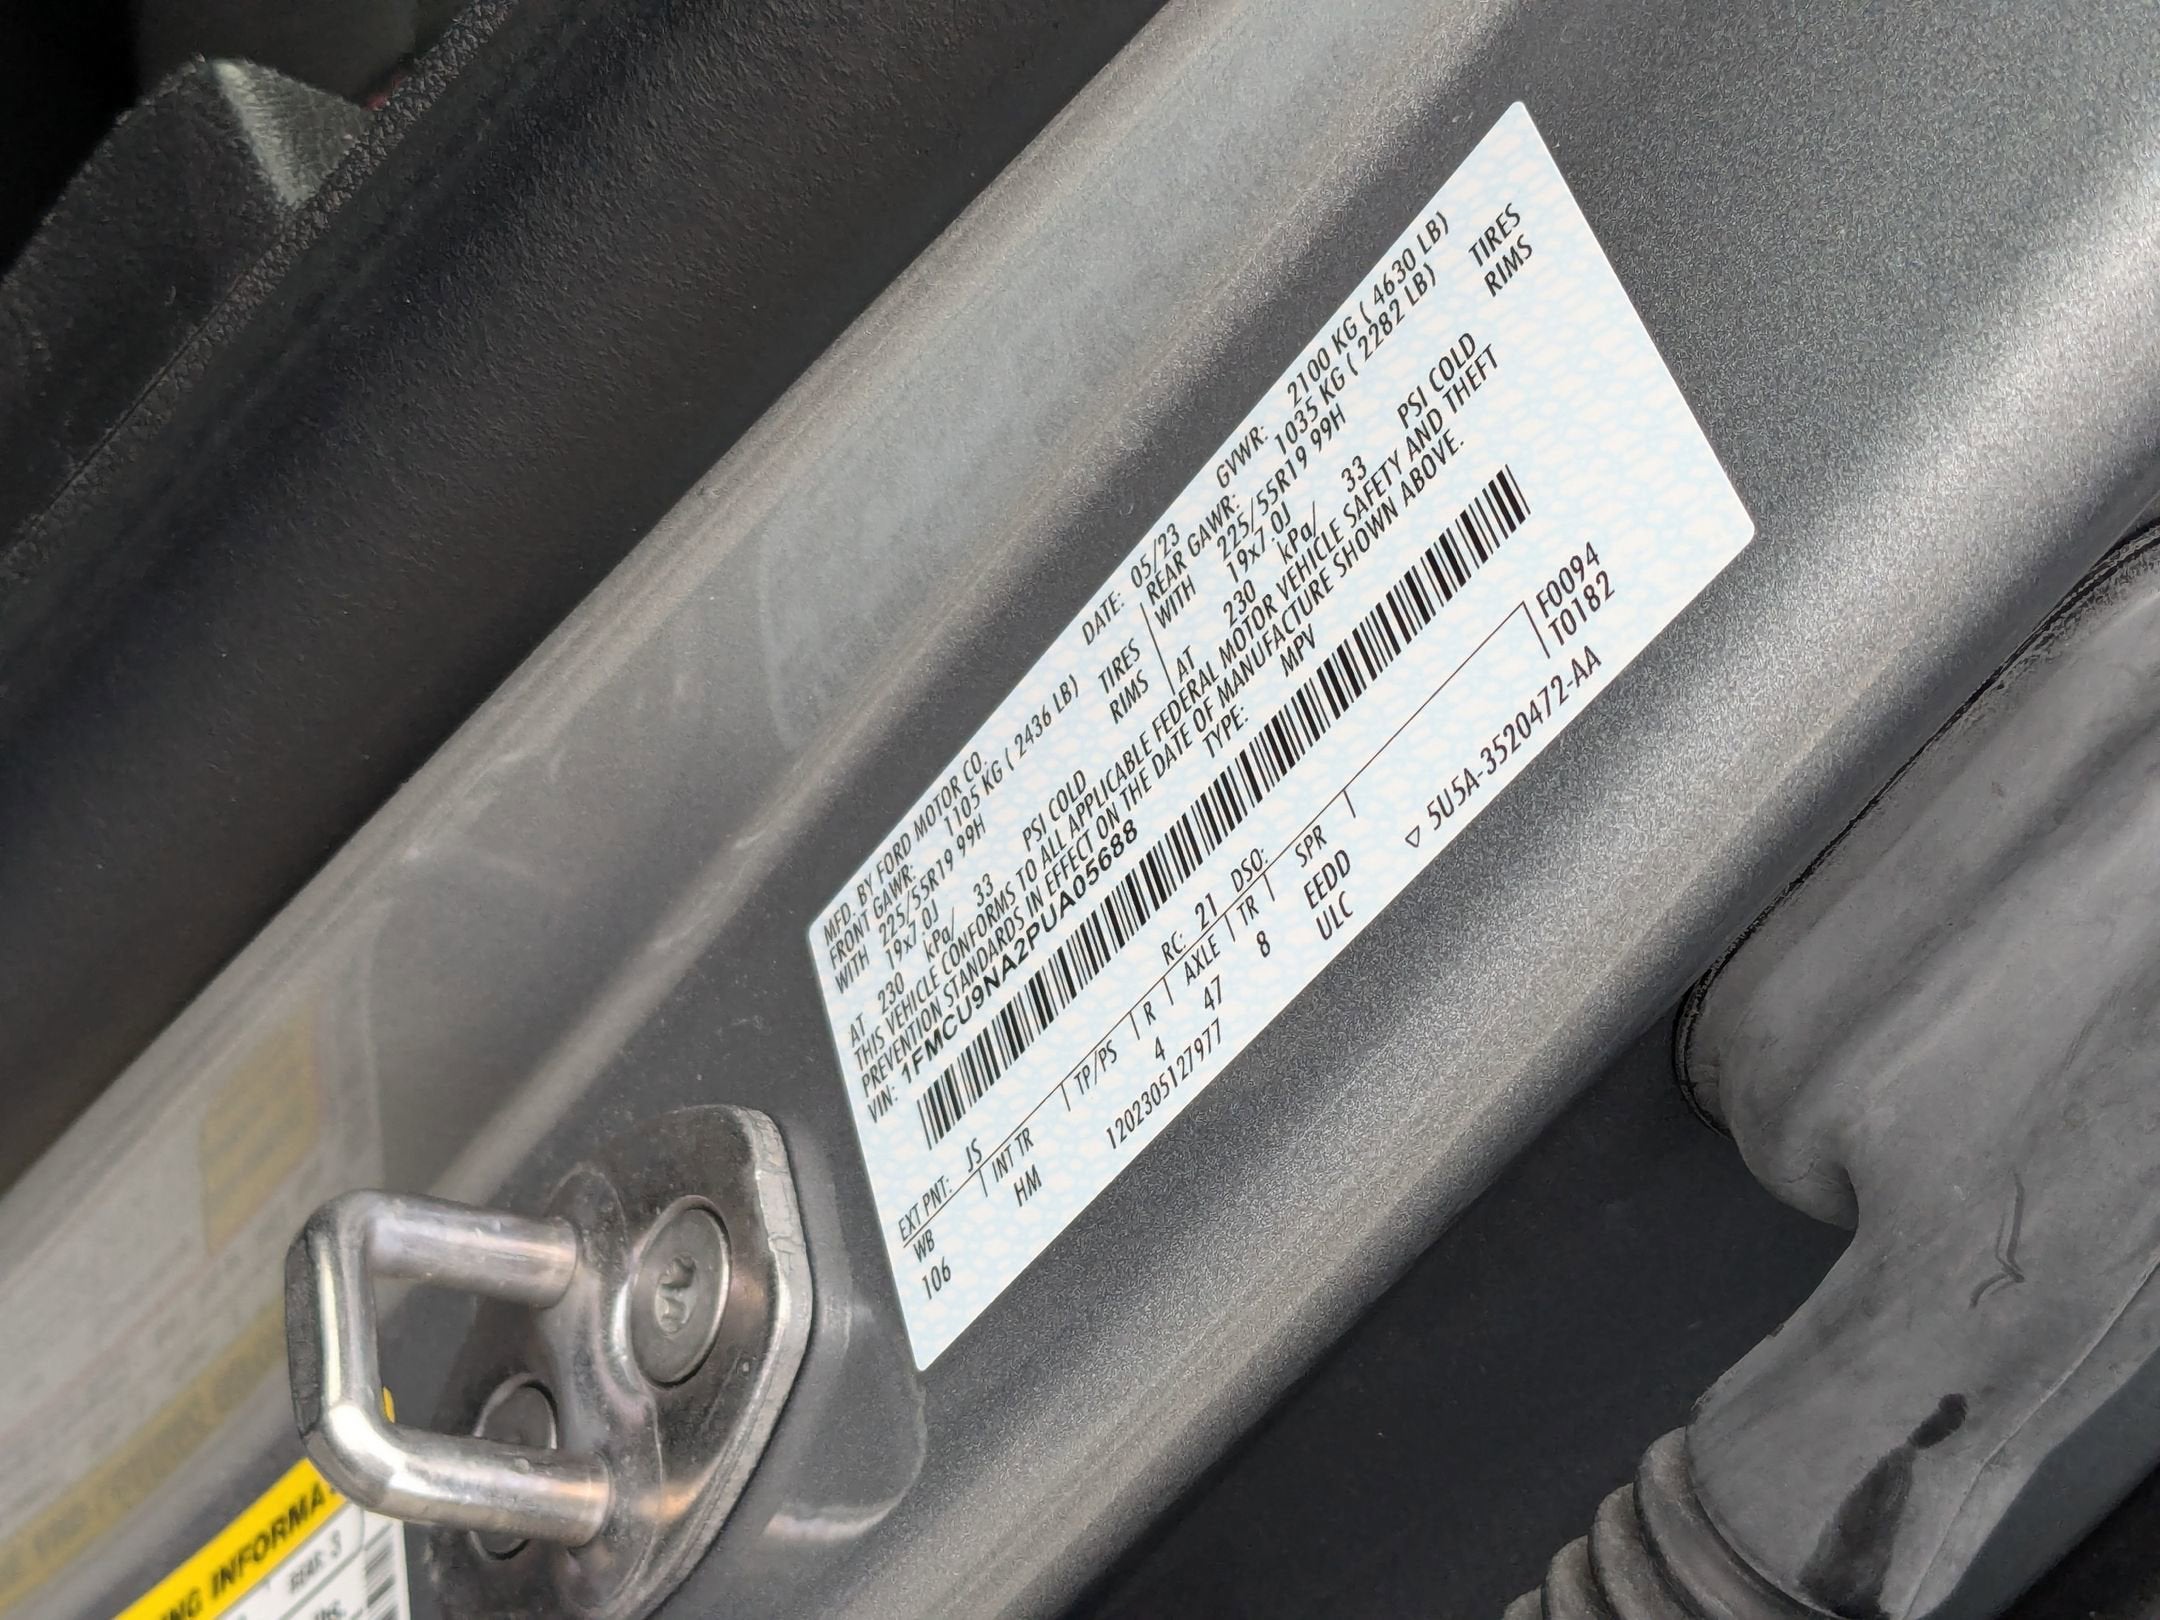 MFD. BY FORD MOTOR CO. DATE: 05/23 GVWR: 2100 KG ( 4630 LB)
FRONT GAWR: 1105 KG ( 2436 LB) REAR GAWR: 1035 KG ( 2282 LB)
WITH 225/55R19 99H TIRES WITH 225/55R19 99H TIRES
19x7.0J RIMS 19x7.0J RIMS
AT 230 kPa/ 33 PSI COLD AT 230 kPa/ 33 PSI COLD
THIS VEHICLE CONFORMS TO ALL APPLICABLE FEDERAL MOTOR VEHICLE SAFETY AND THEFT
PREVENTION STANDARDS IN EFFECT ON THE DATE OF MANUFACTURE SHOWN ABOVE.
VIN: 1FMCU9NA2PUA05688 TYPE: MPV
EXT PNT: JS RC: 21 DSO: F0094
WB INT TR TP/PS R AXLE TR SPR T0182
106 HM 4 47 8 EEDD
ULC
1202305127977 ▽ 5U5A-3520472-AA
ING INFORMA
REAR: 3
lbs.